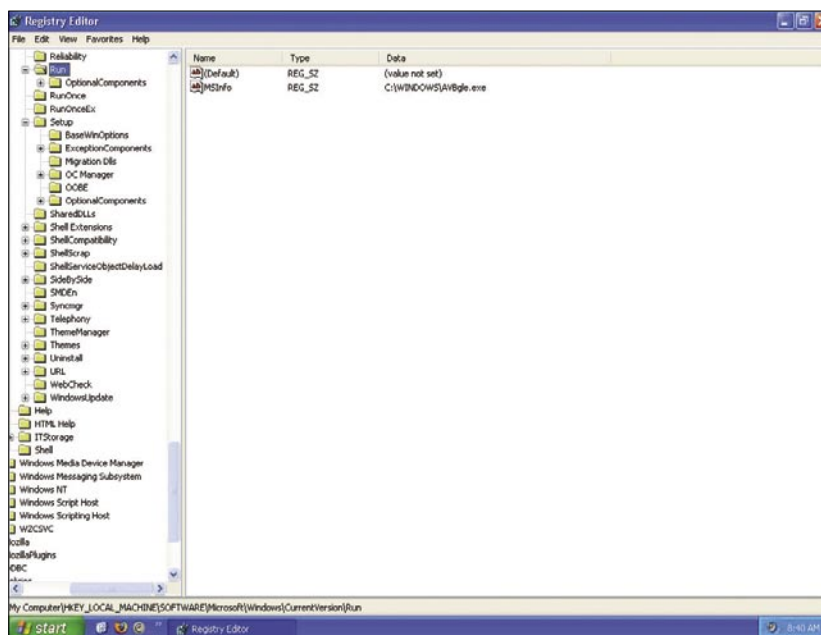 Registry Editor
File Edit View Favorites Help
Reliability
Run
OptionalComponents
RunOnce
RunOnceEx
Setup
BaseWinOptions
ExceptionComponents
Migration Dlls
OC Manager
OOBE
OptionalComponents
SharedDLLs
Shell Extensions
ShellCompatibility
ShellScrap
ShellServiceObjectDelayLoad
SideBySide
SMDEn
Syncmgr
Telephony
ThemeManager
Themes
Uninstall
URL
WebCheck
WindowsUpdate
Help
HTML Help
ITStorage
Shell
Windows Media Device Manager
Windows Messaging Subsystem
Windows NT
Windows Script Host
Windows Scripting Host
WZCSVC
ozilla
ozillaPlugins
DBC
Name Type Data
(Default) REG_SZ (value not set)
MSInfo REG_SZ C:\WINDOWS\AVBgle.exe
My Computer\HKEY_LOCAL_MACHINE\SOFTWARE\Microsoft\Windows\CurrentVersion\Run
start Registry Editor 8:40 AM